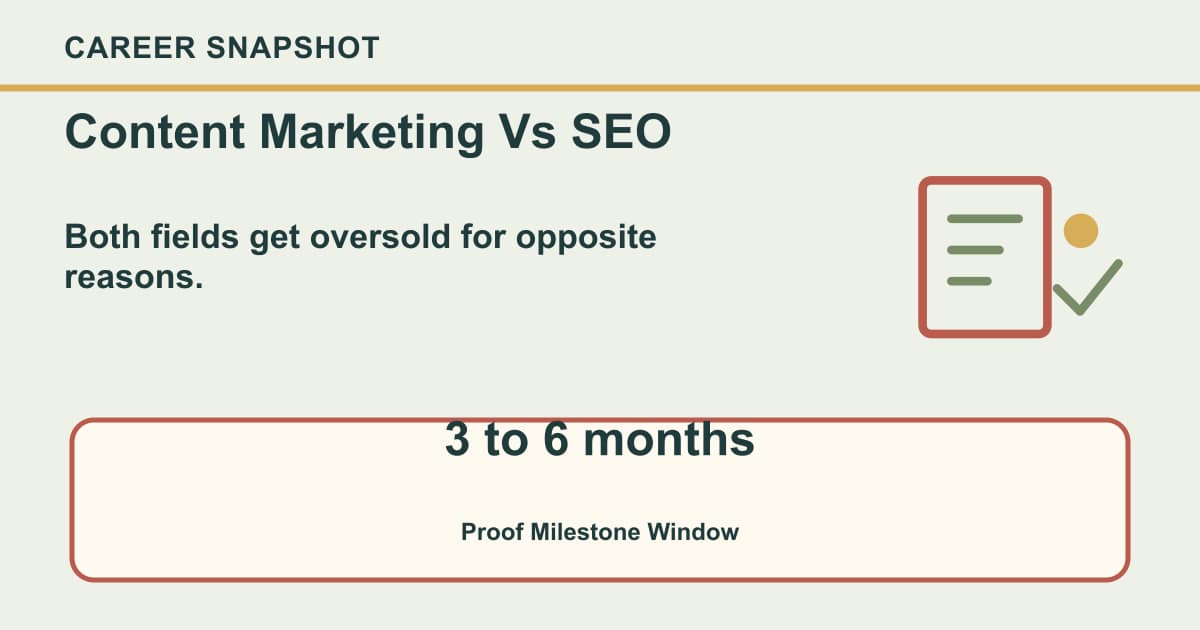 CAREER SNAPSHOT
Content Marketing Vs SEO
Both fields get oversold for opposite
reasons.
3 to 6 months
Proof Milestone Window